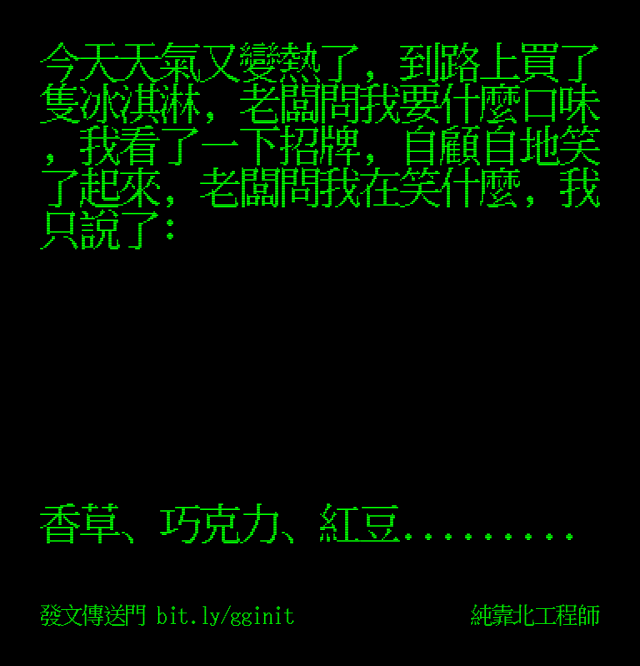 今天天氣又變熱了，到路上買了
隻冰淇淋，老闆問我要什麼口味
，我看了一下招牌，自顧自地笑
了起來，老闆問我在笑什麼，我
只說了：
香草、巧克力、紅豆.........
發文傳送門 bit.ly/gginit
純靠北工程師